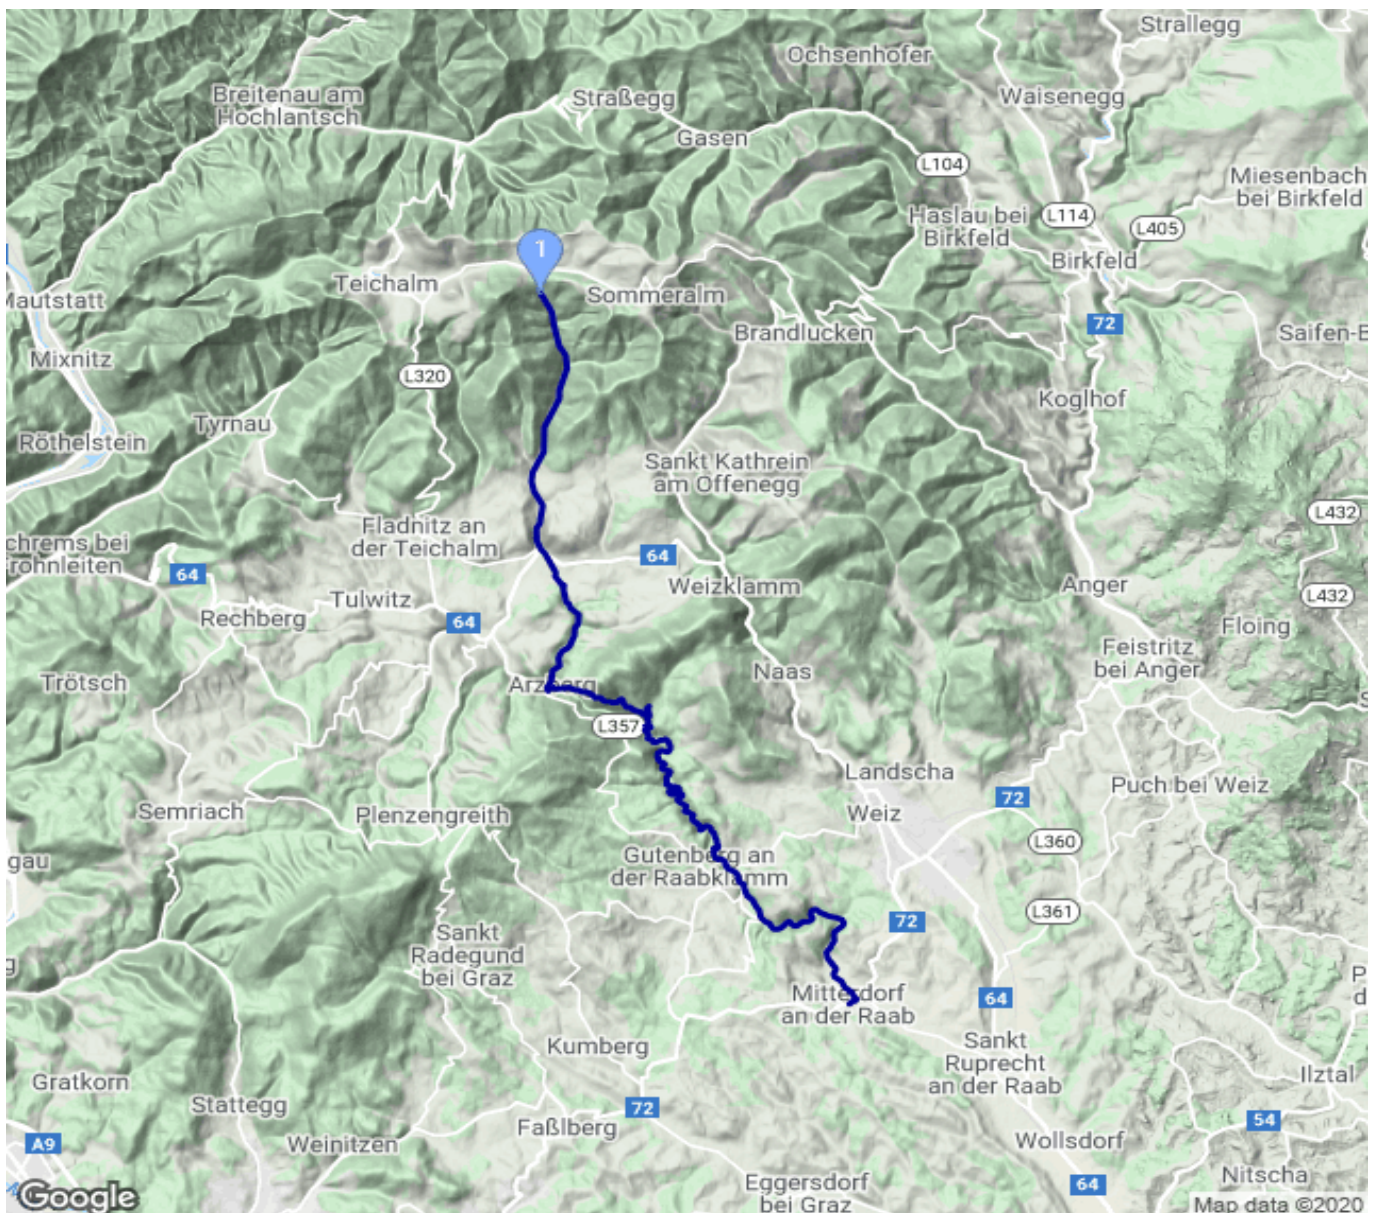 Strallegg
Ochsenhofer
Breitenau am
Hochlantsch
Straßegg
Waisenegg
Gasen
L104
Miesenbach
bei Birkfeld
Haslau bei
Birkfeld
L114
L405
1
Teichalm
Sommeralm
Birkfeld
Mautstatt
72
Brandlucken
Saifen-B
Mixnitz
L320
Koglhof
Tyrnau
Röthelstein
Sankt Kathrein
am Offenegg
L432
Fladnitz an
der Teichalm
chrems bei
rohnleiten
64
64
Weizklamm
Anger
L432
Tulwitz
Rechberg
64
Floing
Feistritz
bei Anger
Naas
Trötsch
Arzberg
S
L357
Landscha
Puch bei Weiz
72
Semriach
Plenzengreith
Weiz
L360
gau
Gutenberg an
der Raabklamm
L361
72
Sankt
Radegund
bei Graz
g
P
d
Mitterdorf
an der Raab
64
Kumberg
Sankt
Ruprecht
an der Raab
Ilztal
Gratkorn
Stattegg
72
Faßlberg
54
A9
Weinitzen
Wollsdorf
Nitscha
Eggersdorf
bei Graz
64
Google
Map data ©2020